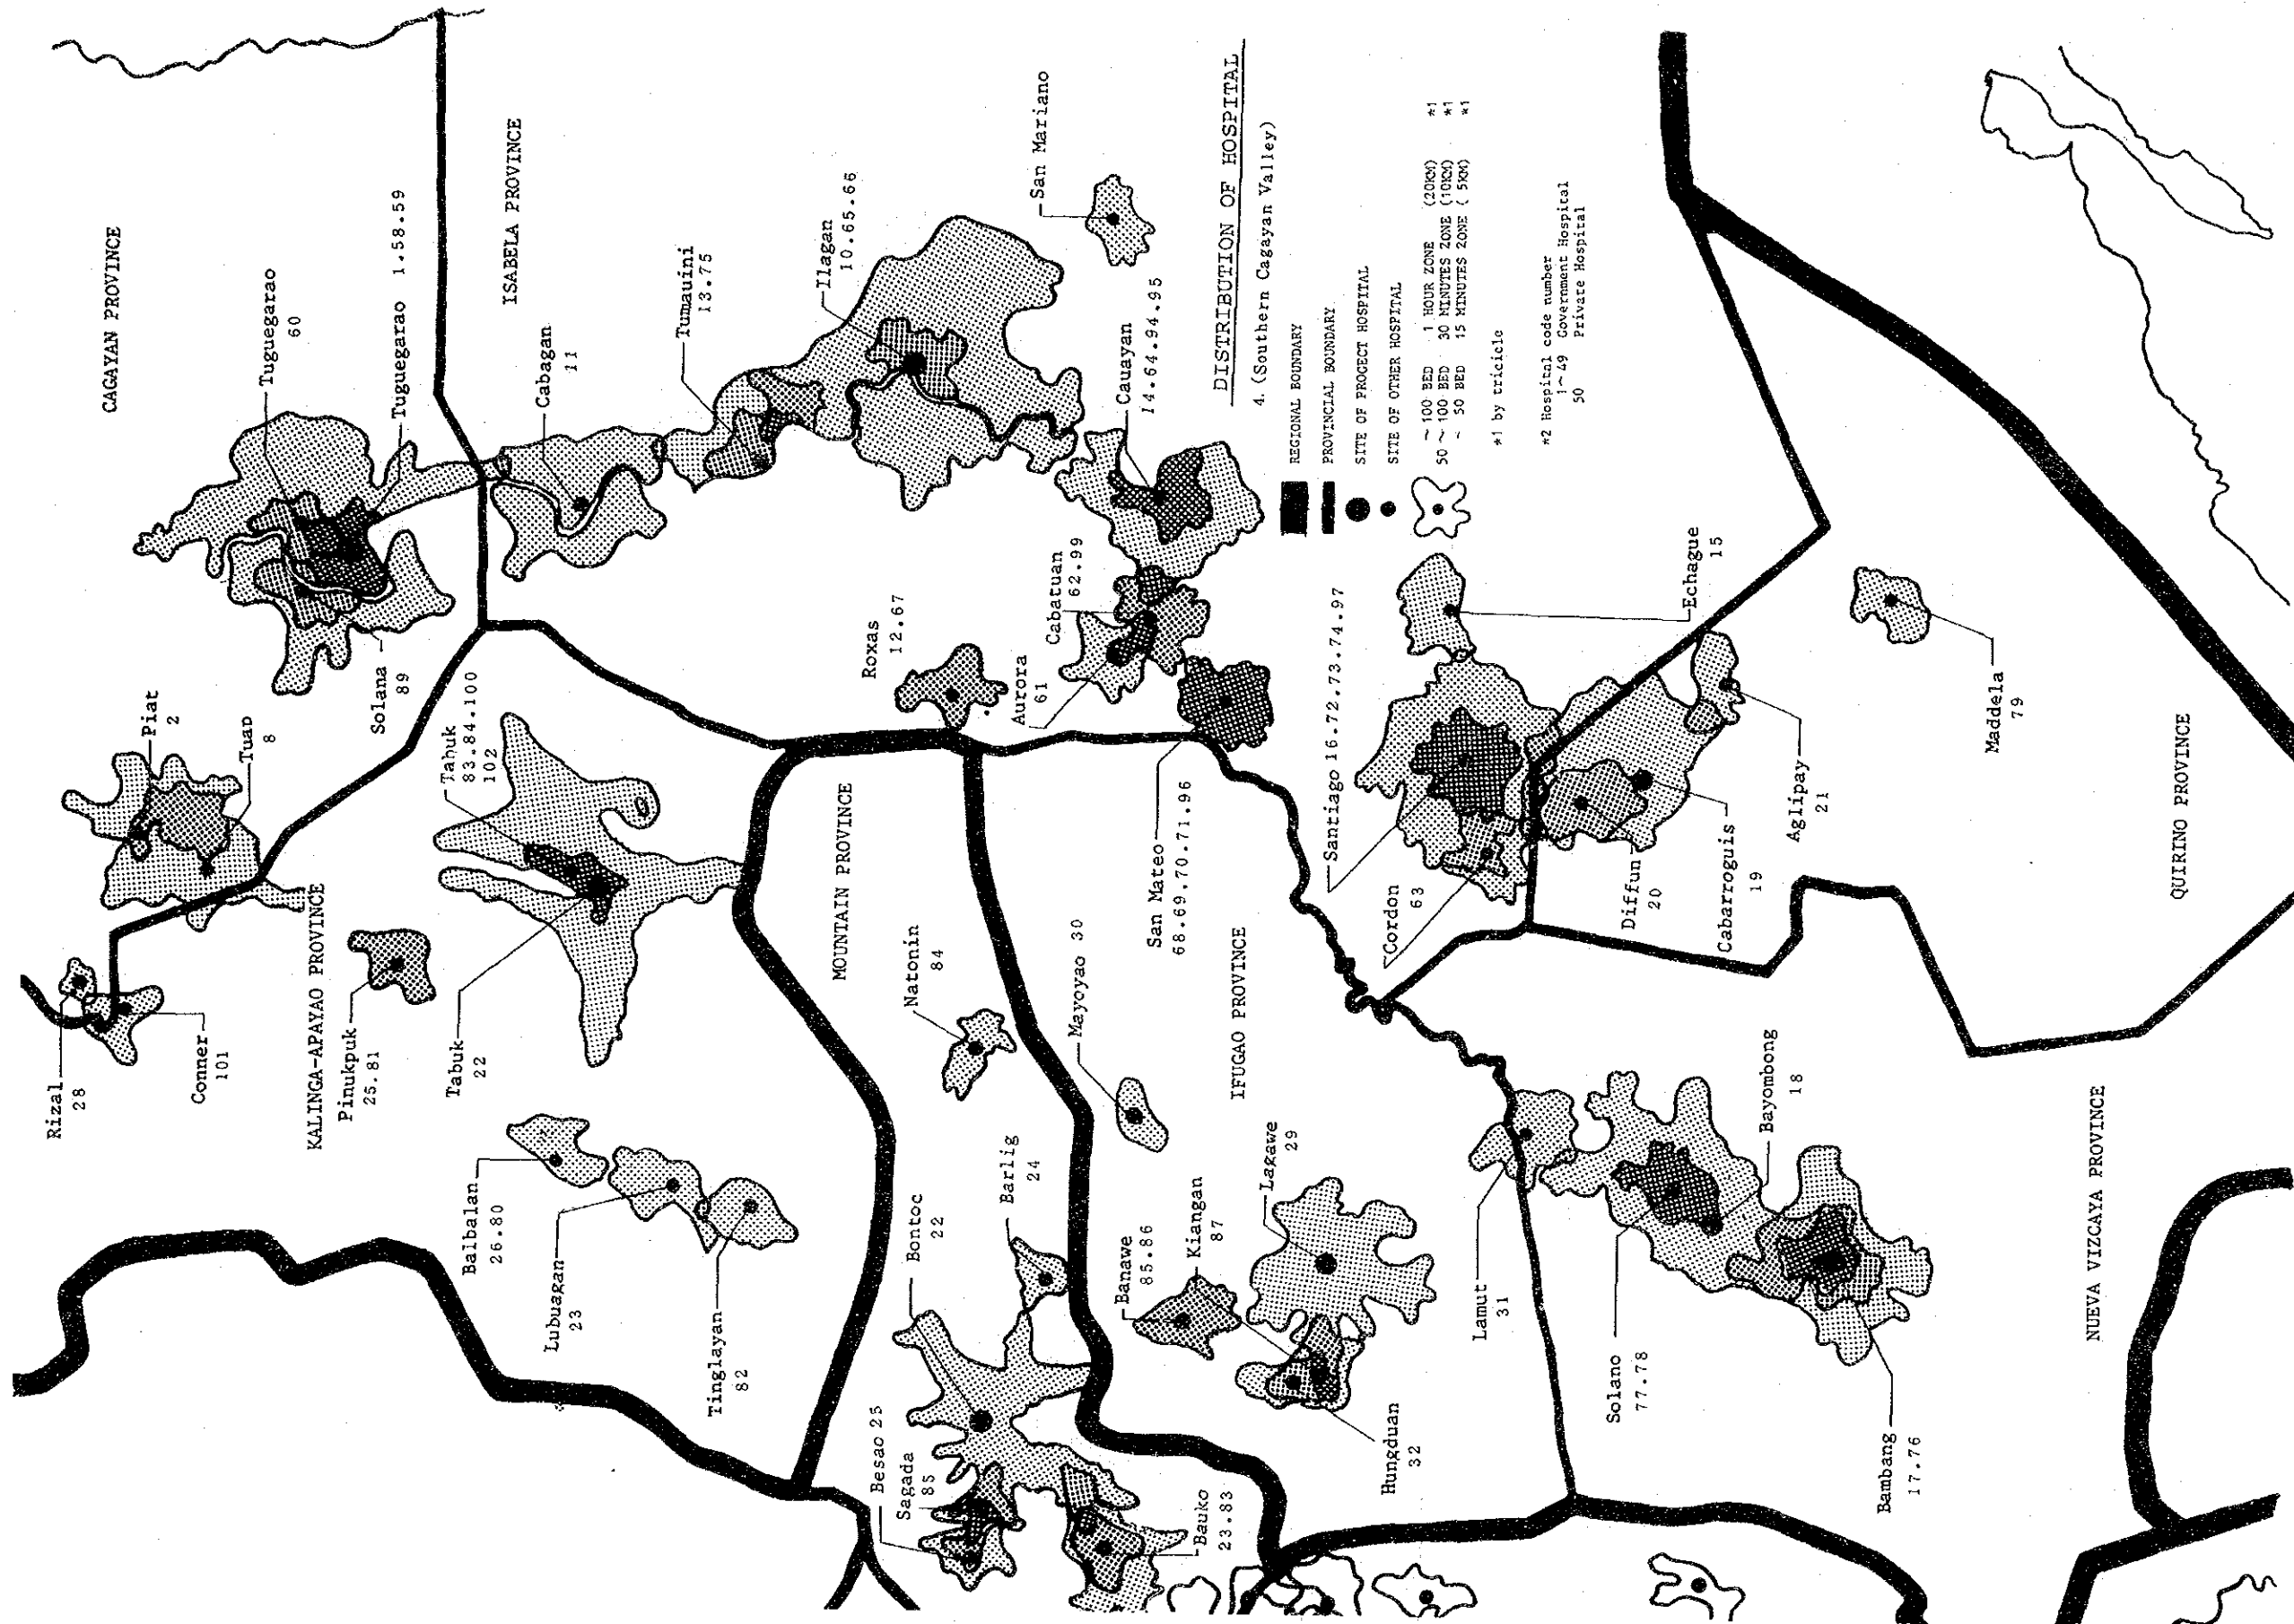 DISTRIBUTION OF HOSPITAL
4. (Southern Cagayan Valley)
REGIONAL BOUNDARY
PROVINCIAL BOUNDARY
SITE OF PROGECT HOSPITAL
SITE OF OTHER HOSPITAL
~ 100 BED 1 HOUR ZONE (20KM) *1
50 ~ 100 BED 30 MINUTES ZONE (10KM) *1
~ 50 BED 15 MINUTES ZONE ( 5KM) *1
*1 by tricicle
*2 Hospital code number
1~49 Government Hospital
50 Private Hospital
CAGAYAN PROVINCE
ISABELA PROVINCE
KALINGA-APAYAO PROVINCE
MOUNTAIN PROVINCE
IFUGAO PROVINCE
QUIRINO PROVINCE
NUEVA VIZCAYA PROVINCE
Rizal
28
Conner
101
Pinukpuk
25.81
Piat
2
Tuao
8
Solana
89
Tuguegarao
60
Tuguegarao 1.58.59
Cabagan
11
Tumauini
13.75
Ilagan
10.65.66
San Mariano
Cauayan
14.64.94.95
Cabatuan
62.99
Aurora
61
Roxas
12.67
San Mateo
68.69.70.71.96
Tabuk
83.84.100
102
Tabuk
22
Balbalan
26.80
Lubuagan
23
Tinglayan
82
Natonin
84
Barlig
24
Bontoc
22
Besao 25
Sagada
85
Bauko
23.83
Mayoyao 30
Banawe
85.86
Kiangan
87
Lagawe
29
Hungduan
32
Lamut
31
Solano
77.78
Bayombong
18
Bambang
17.76
Santiago 16.72.73.74.97
Cordon
63
Echague
15
Diffun
20
Cabarroguis
19
Aglipay
21
Maddela
79